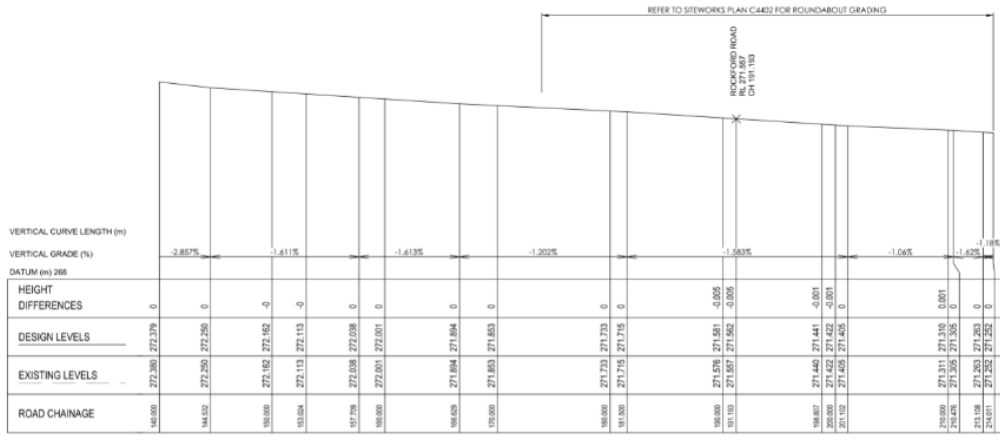 REFER TO SITEWORKS PLAN C4402 FOR ROUNDABOUT GRADING
ROCKFORD ROAD
RL 271.557
CH 191.193
VERTICAL CURVE LENGTH (m)
VERTICAL GRADE (%) -2.857% -1.611% -1.613% -1.202% -1.583% -1.06% -1.62% -1.18%
DATUM (m) 268
HEIGHT
DIFFERENCES 0 0 -0 -0 0 0 0 0 0 0 -0.005 -0.005 -0.001 -0.001 0 0.001 0 0 0
DESIGN LEVELS 272.379 272.250 272.162 272.113 272.038 272.001 271.894 271.853 271.733 271.715 271.581 271.562 271.441 271.422 271.405 271.310 271.305 271.263 271.252
EXISTING LEVELS 272.380 272.250 272.162 272.113 272.038 272.001 271.894 271.853 271.733 271.715 271.576 271.557 271.440 271.422 271.405 271.311 271.305 271.263 271.252
ROAD CHAINAGE 140.000 144.532 150.000 153.024 157.709 160.000 166.629 170.000 180.000 181.500 190.000 191.193 198.807 200.000 201.102 210.000 210.476 213.108 214.011